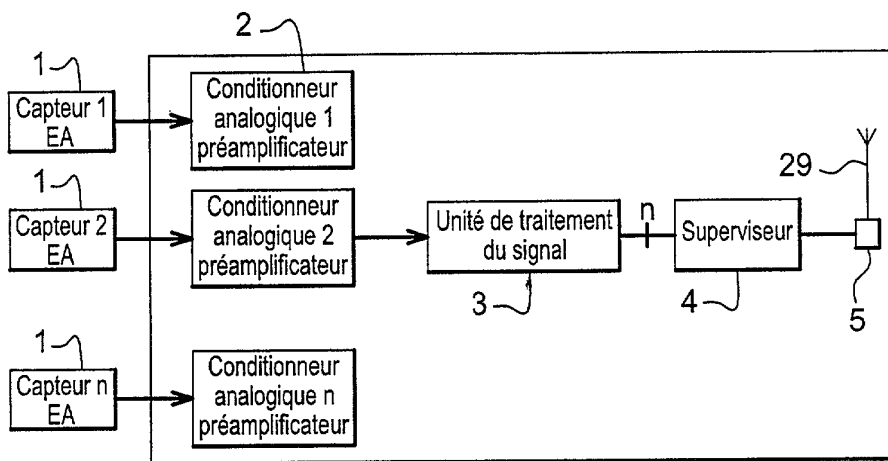 2
1
Capteur 1
EA
Conditionneur
analogique 1
préamplificateur
1
Capteur 2
EA
Conditionneur
analogique 2
préamplificateur
Unité de traitement
du signal
3
n
Superviseur
4
29
5
1
Capteur n
EA
Conditionneur
analogique n
préamplificateur